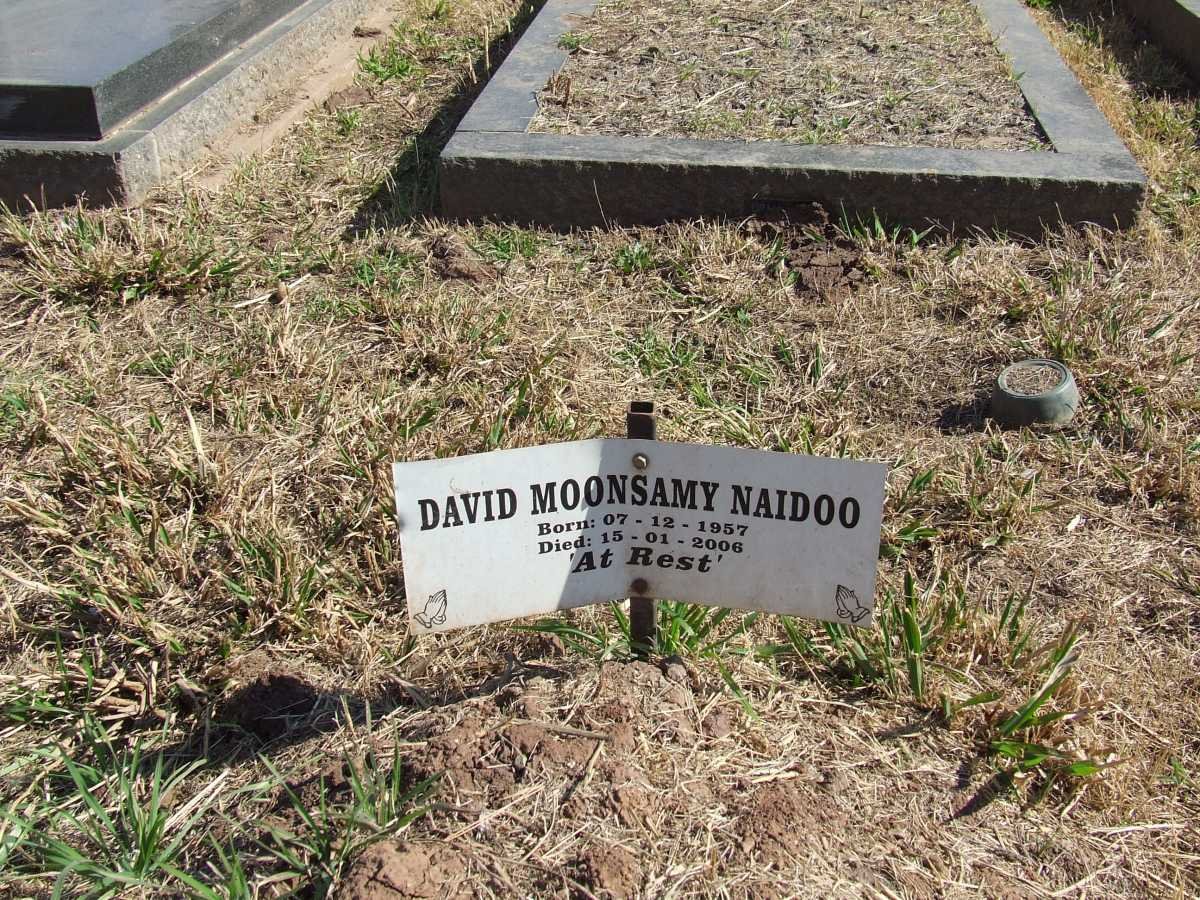 DAVID MOONSAMY NAIDOO
Born: 07 - 12 - 1957
Died: 15 - 01 - 2006
'At Rest'